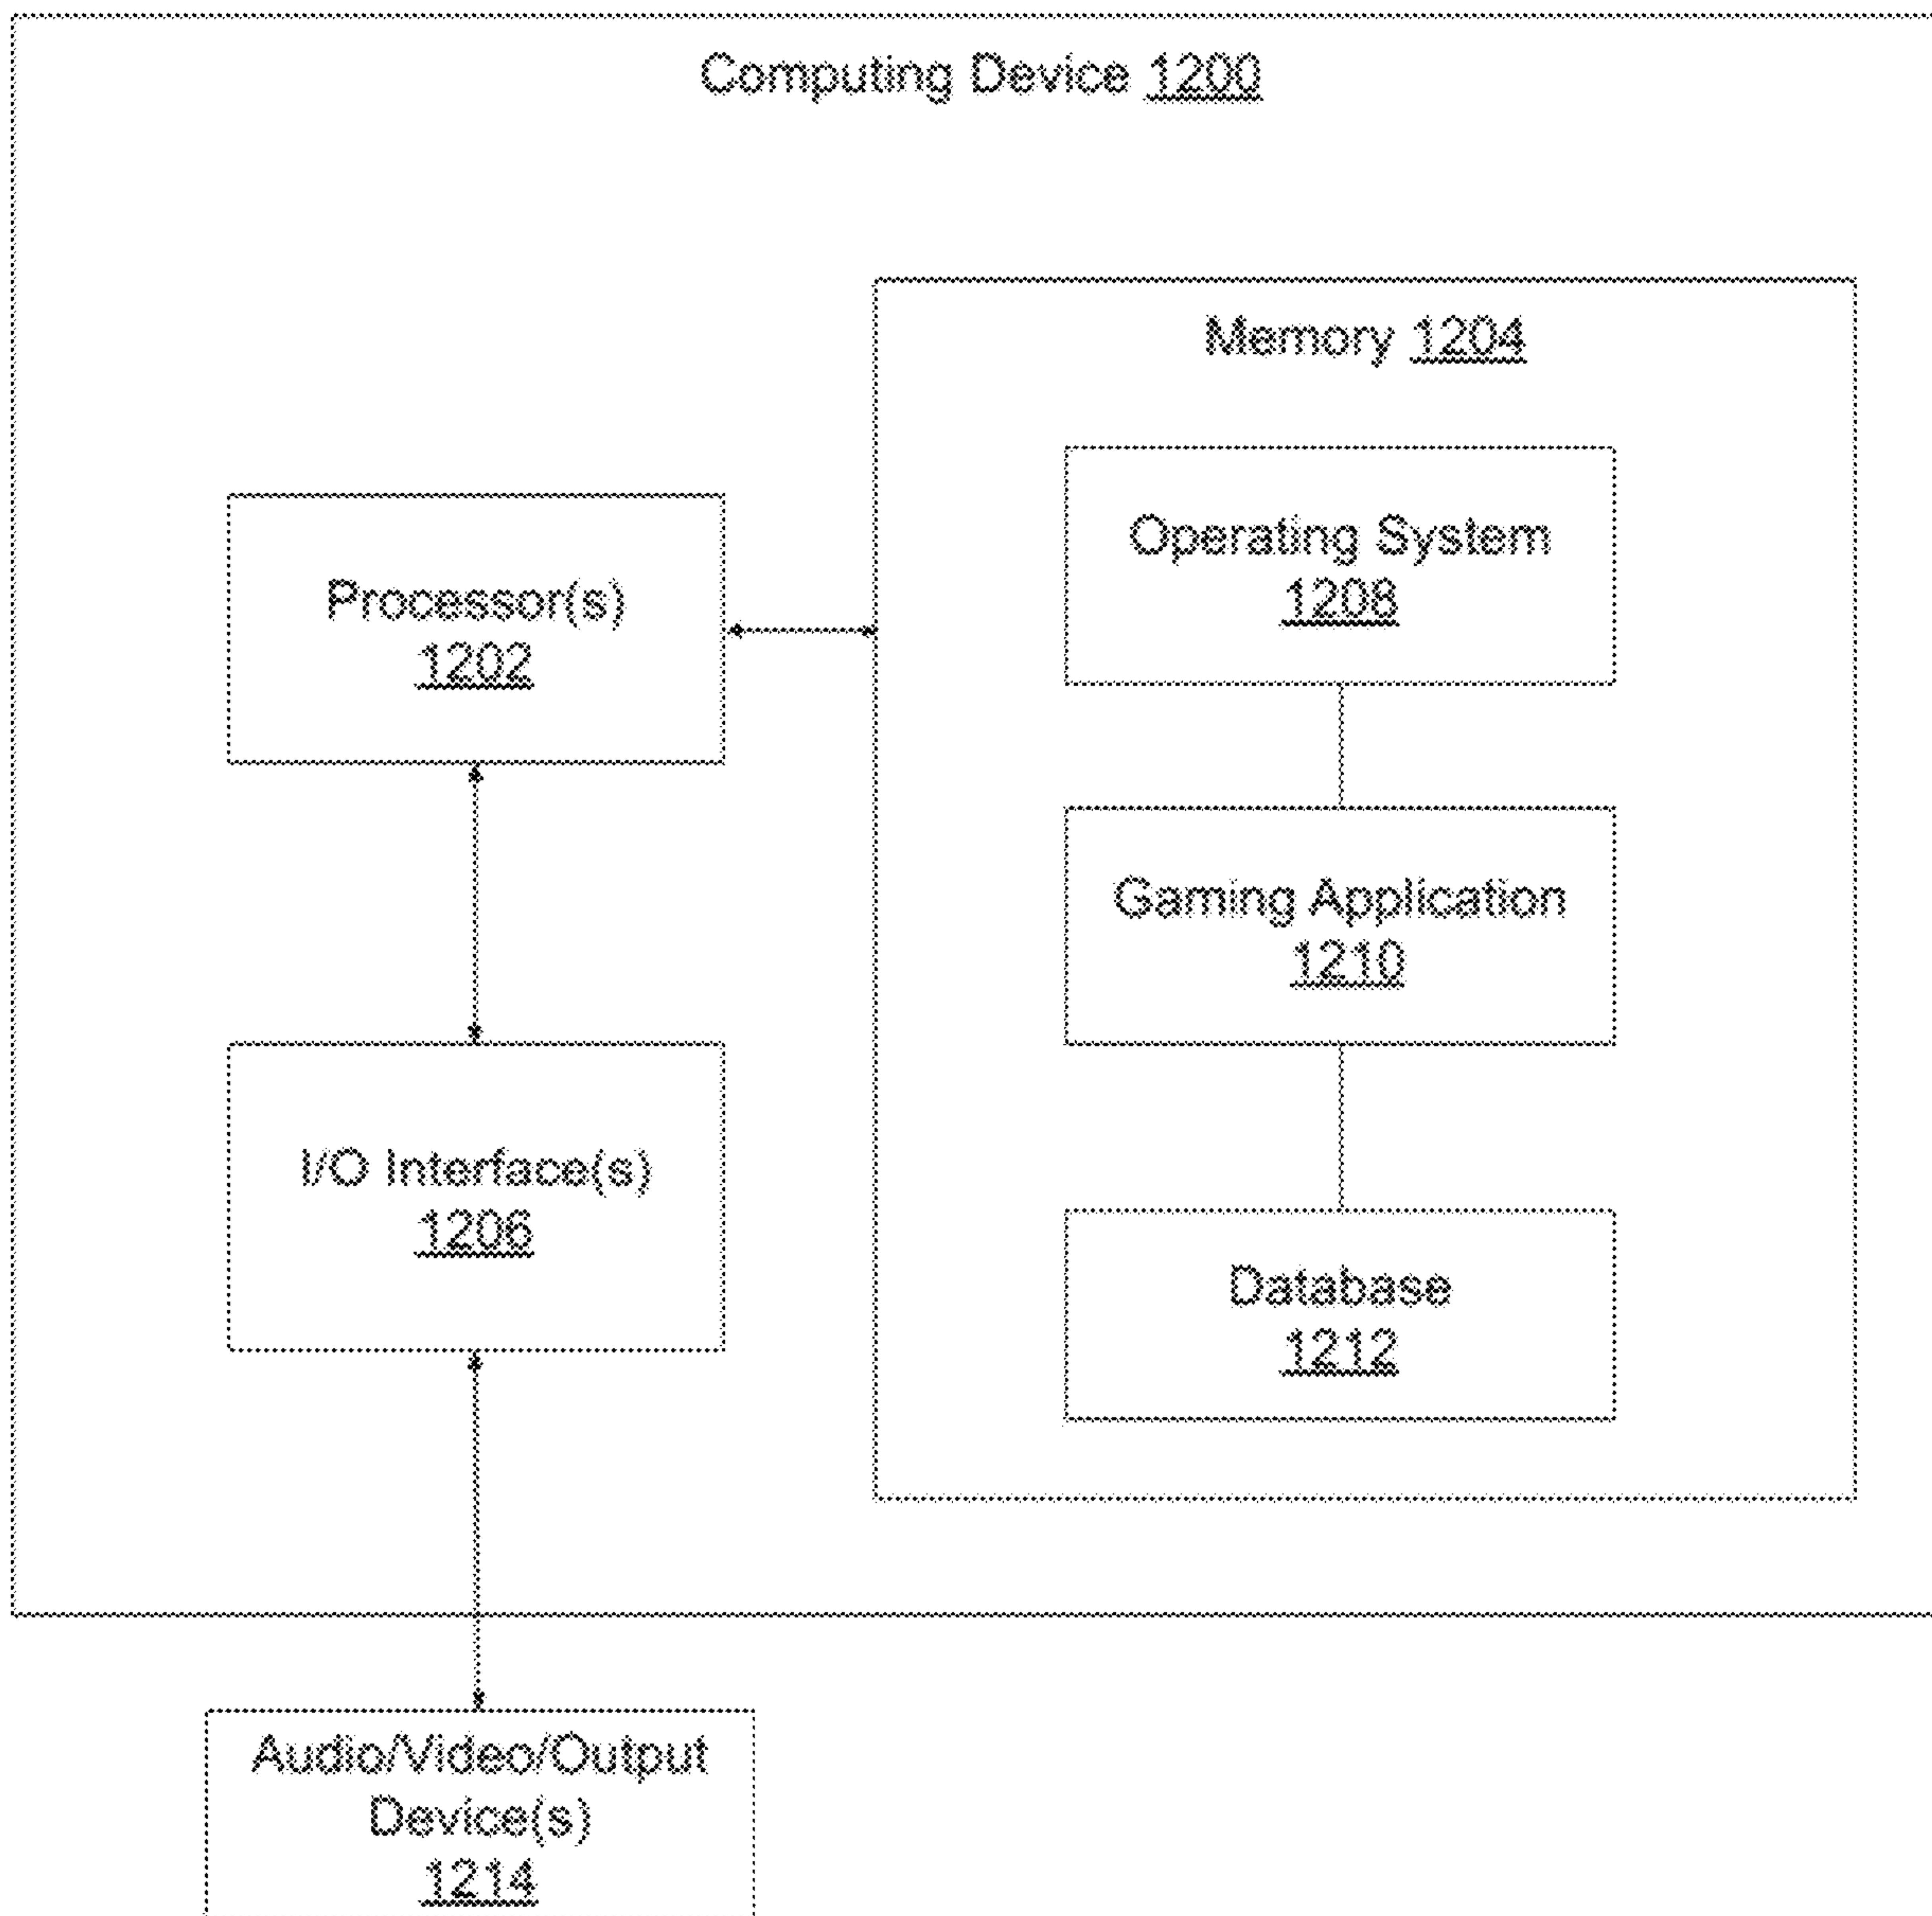 Computing Device 1200
Memory 1204
Operating System
1208
Processor(s)
1202
Gaming Application
1210
I/O Interface(s)
1206
Database
1212
Audio/Video/Output
Device(s)
1214